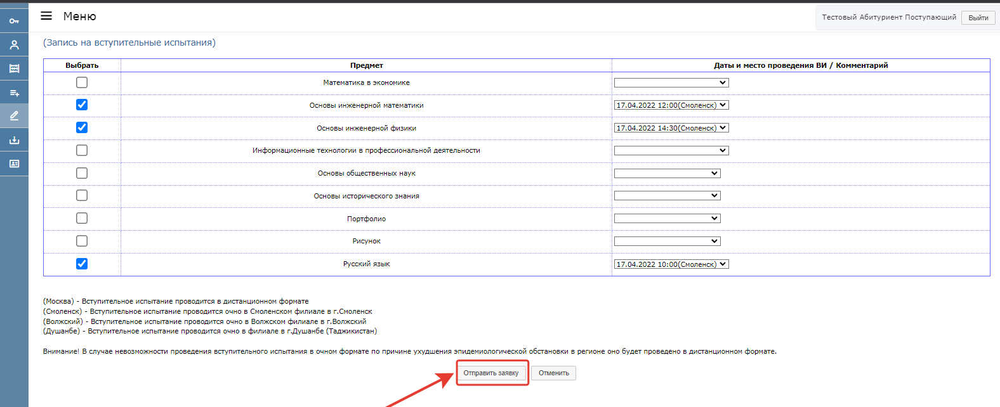 Меню
Тестовый Абитуриент Поступающий Выйти
(Запись на вступительные испытания)
Выбрать Предмет Даты и место проведения ВИ / Комментарий
Математика в экономике
Основы инженерной математики 17.04.2022 12:00(Смоленск)
Основы инженерной физики 17.04.2022 14:30(Смоленск)
Информационные технологии в профессиональной деятельности
Основы общественных наук
Основы исторического знания
Портфолио
Рисунок
Русский язык 17.04.2022 10:00(Смоленск)
(Москва) - Вступительное испытание проводится в дистанционном формате
(Смоленск) - Вступительное испытание проводится очно в Смоленском филиале в г.Смоленск
(Волжский) - Вступительное испытание проводится очно в Волжском филиале в г.Волжский
(Душанбе) - Вступительное испытание проводится очно в филиале в г.Душанбе (Таджикистан)
Внимание! В случае невозможности проведения вступительного испытания в очном формате по причине ухудшения эпидемиологической обстановки в регионе оно будет проведено в дистанционном формате.
Отправить заявку Отменить